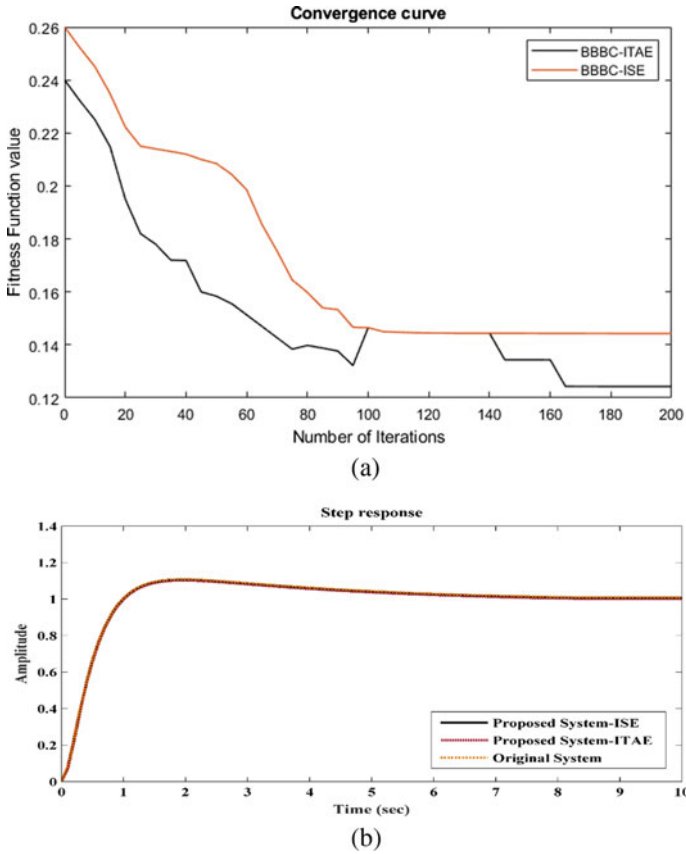 Convergence curve
0.26
0.24
0.22
0.2
0.18
0.16
0.14
0.12
Fitness Function value
BBBC-ITAE
BBBC-ISE
0 20 40 60 80 100 120 140 160 180 200
Number of Iterations
(a)
Step response
1.4
1.2
1
0.8
0.6
0.4
0.2
0
Amplitude
Proposed System-ISE
Proposed System-ITAE
Original System
0 1 2 3 4 5 6 7 8 9 10
Time (sec)
(b)